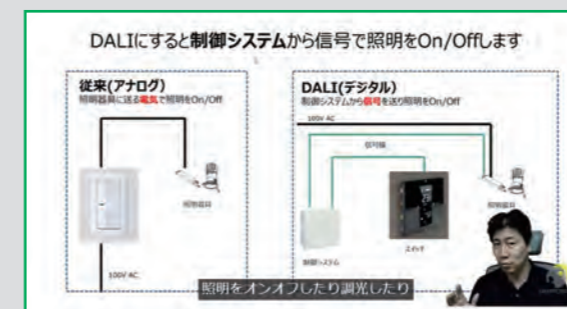 DALIにすると制御システムから信号で照明をOn/Offします
従来(アナログ)
照明器具に送る電気で照明をOn/Off
照明器具
100V AC
DALI(デジタル)
制御システムから信号を送り照明をOn/Off
100V AC
信号線
照明器具
スイッチ
制御システム
照明をオンオフしたり調光したり